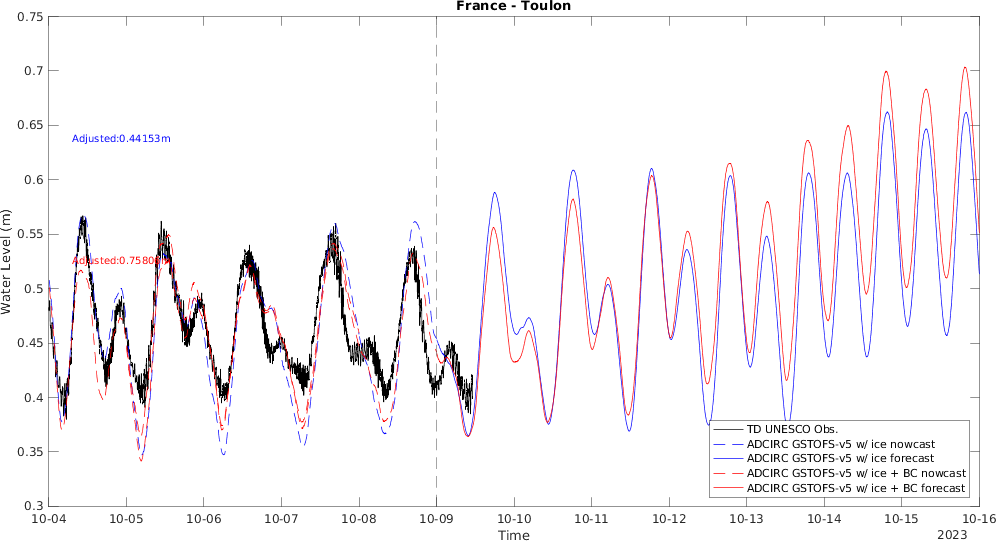 France - Toulon
0.75
0.7
0.65
0.6
0.55
0.5
0.45
0.4
0.35
0.3
Water Level (m)
Adjusted:0.44153m
10-04 10-05 10-06 10-07 10-08 10-09 10-10 10-11 10-12 10-13 10-14 10-15 10-16
Time
2023
TD UNESCO Obs.
ADCIRC GSTOFS-v5 w/ ice nowcast
ADCIRC GSTOFS-v5 w/ ice forecast
ADCIRC GSTOFS-v5 w/ ice + BC nowcast
ADCIRC GSTOFS-v5 w/ ice + BC forecast